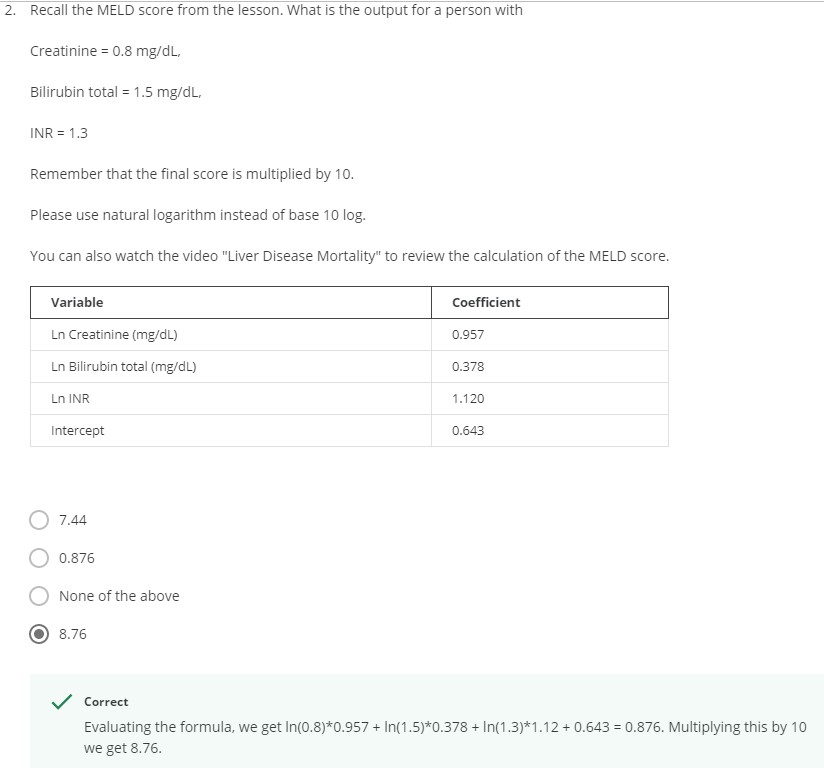 2. Recall the MELD score from the lesson. What is the output for a person with
Creatinine = 0.8 mg/dL,
Bilirubin total = 1.5 mg/dL,
INR = 1.3
Remember that the final score is multiplied by 10.
Please use natural logarithm instead of base 10 log.
You can also watch the video "Liver Disease Mortality" to review the calculation of the MELD score.
Variable Coefficient
Ln Creatinine (mg/dL) 0.957
Ln Bilirubin total (mg/dL) 0.378
Ln INR 1.120
Intercept 0.643
7.44
0.876
None of the above
8.76
Correct
Evaluating the formula, we get ln(0.8)*0.957 + ln(1.5)*0.378 + ln(1.3)*1.12 + 0.643 = 0.876. Multiplying this by 10
we get 8.76.